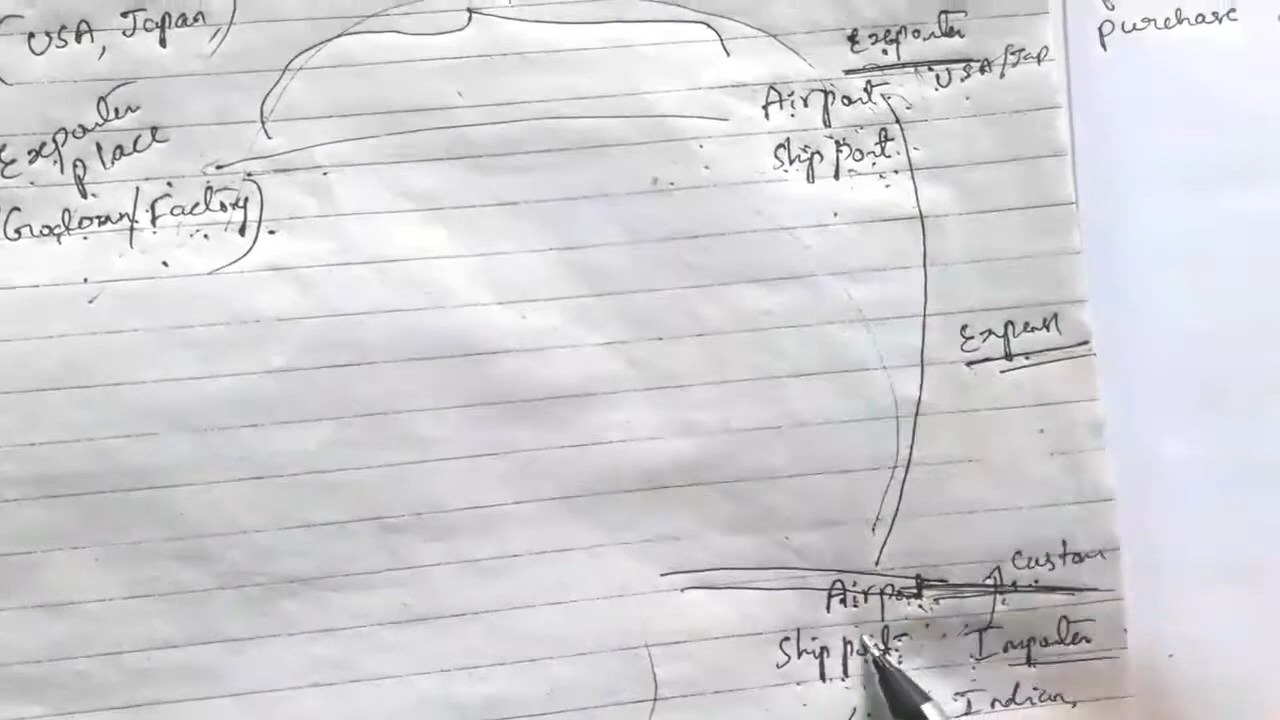 (USA, Japan,)
Exporter
place
(Godown/Factory)
Exporter
USA/Jap
Airport
Ship Port
Expens
Custom
Airport
Ship port
Importer
Indian,
purchase